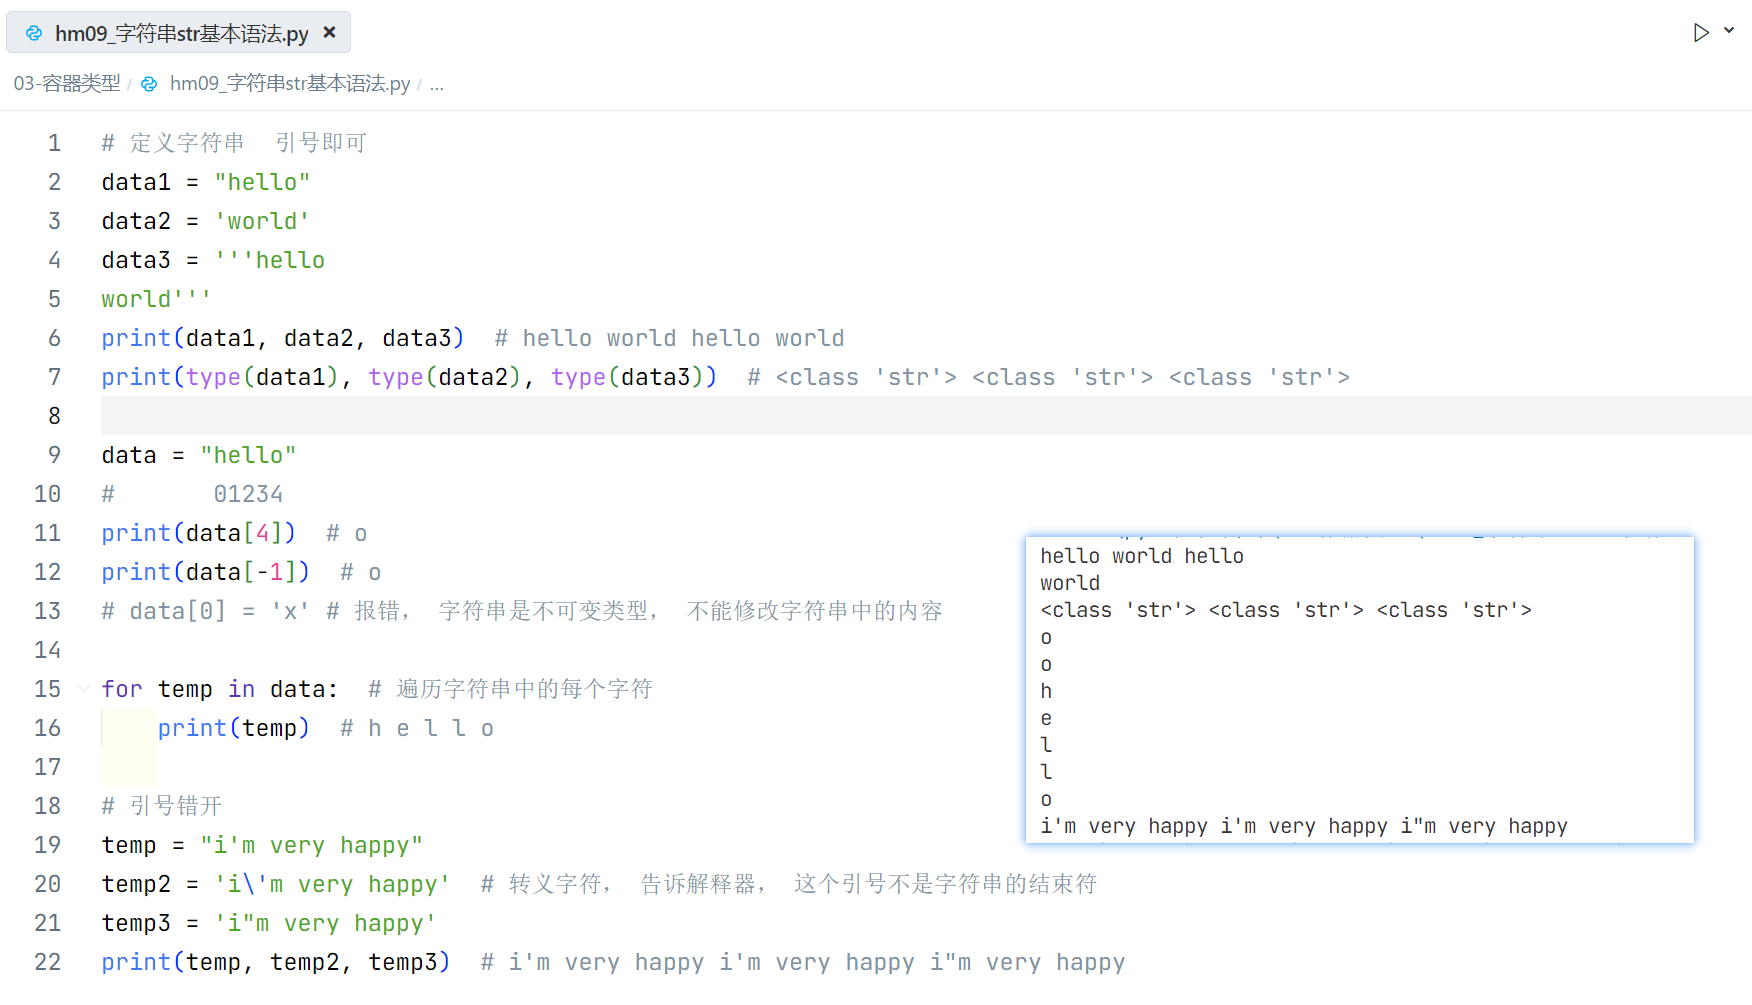 hm09_字符串str基本语法.py ×
03-容器类型 / hm09_字符串str基本语法.py / ...
1 # 定义字符串  引号即可
2 data1 = "hello"
3 data2 = 'world'
4 data3 = '''hello
5 world'''
6 print(data1, data2, data3)  # hello world hello world
7 print(type(data1), type(data2), type(data3))  # <class 'str'> <class 'str'> <class 'str'>
8
9 data = "hello"
10 #       01234
11 print(data[4])  # o
12 print(data[-1])  # o
13 # data[0] = 'x' # 报错， 字符串是不可变类型， 不能修改字符串中的内容
14
15 for temp in data:  # 遍历字符串中的每个字符
16     print(temp)  # h e l l o
17
18 # 引号错开
19 temp = "i'm very happy"
20 temp2 = 'i\'m very happy'  # 转义字符， 告诉解释器， 这个引号不是字符串的结束符
21 temp3 = 'i"m very happy'
22 print(temp, temp2, temp3)  # i'm very happy i'm very happy i"m very happy
hello world hello
world
<class 'str'> <class 'str'> <class 'str'>
o
o
h
e
l
l
o
i'm very happy i'm very happy i"m very happy